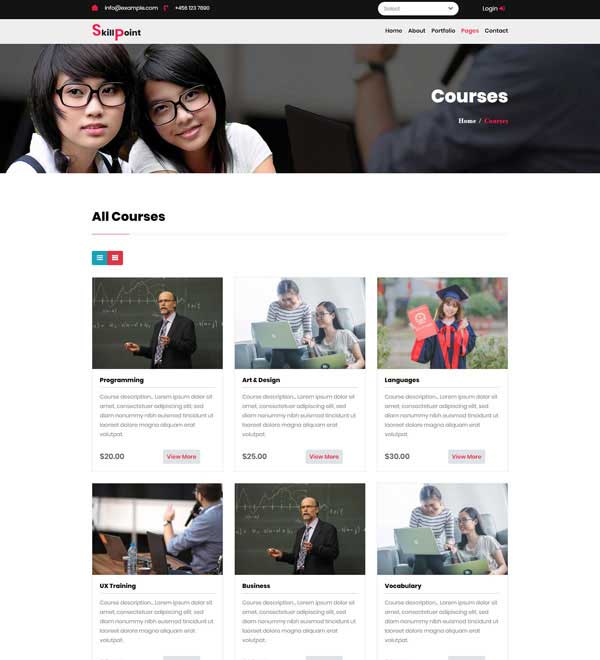 info@example.com +456 123 7890 Select Login
SkillPoint Home About Portfolio Pages Contact
Courses
Home / Courses
All Courses
Programming
Course description... Lorem ipsum dolor sit
amet, consectetuer adipiscing elit, sed
diam nonummy nibh euismod tincidunt ut
laoreet dolore magna aliquam erat
volutpat.
$20.00 View More
Art & Design
Course description... Lorem ipsum dolor sit
amet, consectetuer adipiscing elit, sed
diam nonummy nibh euismod tincidunt ut
laoreet dolore magna aliquam erat
volutpat.
$25.00 View More
Languages
Course description... Lorem ipsum dolor sit
amet, consectetuer adipiscing elit, sed
diam nonummy nibh euismod tincidunt ut
laoreet dolore magna aliquam erat
volutpat.
$30.00 View More
UX Training
Course description... Lorem ipsum dolor sit
amet, consectetuer adipiscing elit, sed
diam nonummy nibh euismod tincidunt ut
laoreet dolore magna aliquam erat
volutpat.
Business
Course description... Lorem ipsum dolor sit
amet, consectetuer adipiscing elit, sed
diam nonummy nibh euismod tincidunt ut
laoreet dolore magna aliquam erat
volutpat.
Vocabulary
Course description... Lorem ipsum dolor sit
amet, consectetuer adipiscing elit, sed
diam nonummy nibh euismod tincidunt ut
laoreet dolore magna aliquam erat
volutpat.